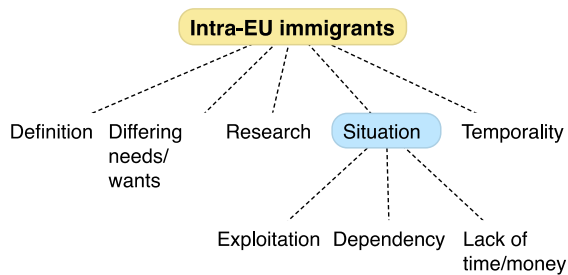 Intra-EU immigrants
Definition
Differing
needs/
wants
Research
Situation
Temporality
Exploitation
Dependency
Lack of
time/money